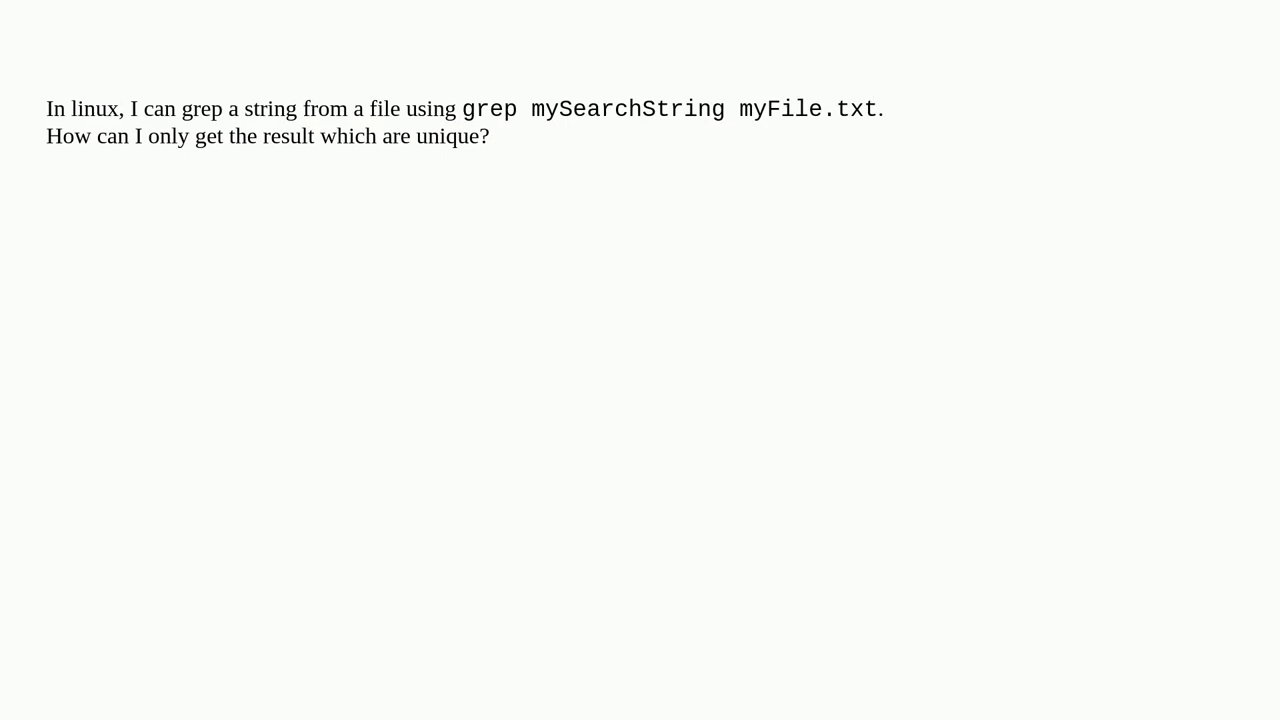 In linux, I can grep a string from a file using grep mySearchString myFile.txt.
How can I only get the result which are unique?